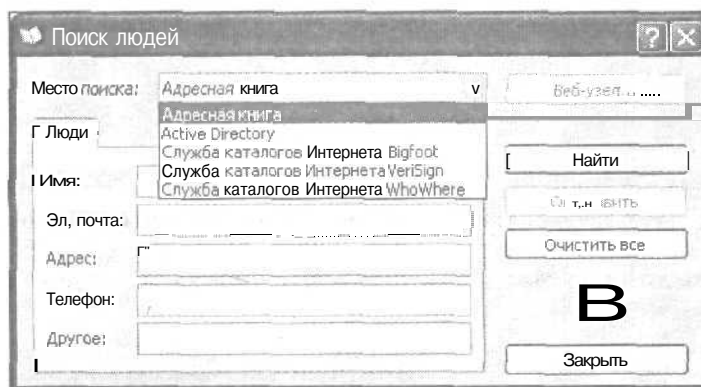 Поиск людей
Место поиска: Адресная книга v Веб-узел
Адресная книга
Active Directory
Служба каталогов Интернета Bigfoot
Служба каталогов Интернета VeriSign
Служба каталогов Интернета WhoWhere
Люди
Найти
Имя:
Эл, почта:
Очистить все
Адрес:
Телефон:
В
Другое:
Закрыть